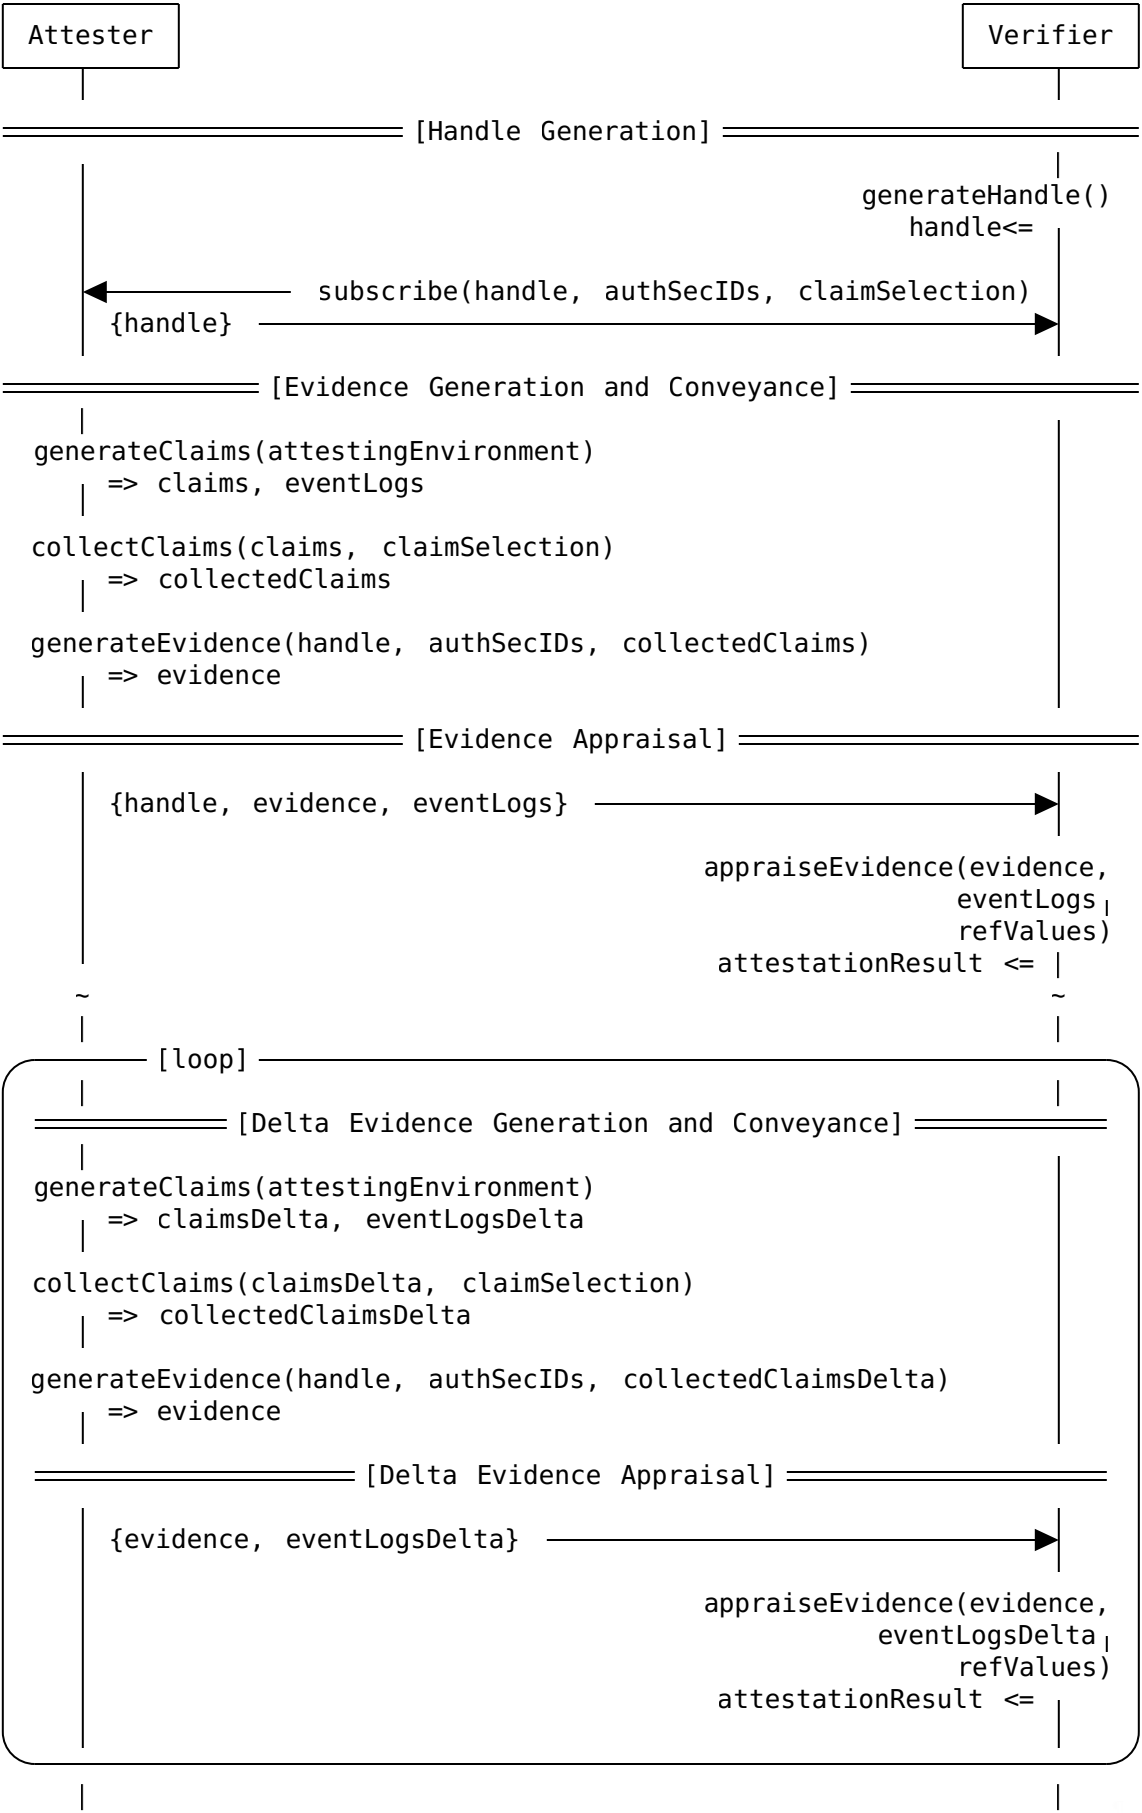 Attester Verifier
[Handle Generation]
generateHandle()
handle<=
subscribe(handle, authSecIDs, claimSelection)
{handle}
[Evidence Generation and Conveyance]
generateClaims(attestingEnvironment)
=> claims, eventLogs
collectClaims(claims, claimSelection)
=> collectedClaims
generateEvidence(handle, authSecIDs, collectedClaims)
=> evidence
[Evidence Appraisal]
{handle, evidence, eventLogs}
appraiseEvidence(evidence,
eventLogs
refValues)
attestationResult <=
~ ~
[loop]
[Delta Evidence Generation and Conveyance]
generateClaims(attestingEnvironment)
=> claimsDelta, eventLogsDelta
collectClaims(claimsDelta, claimSelection)
=> collectedClaimsDelta
generateEvidence(handle, authSecIDs, collectedClaimsDelta)
=> evidence
[Delta Evidence Appraisal]
{evidence, eventLogsDelta}
appraiseEvidence(evidence,
eventLogsDelta
refValues)
attestationResult <=